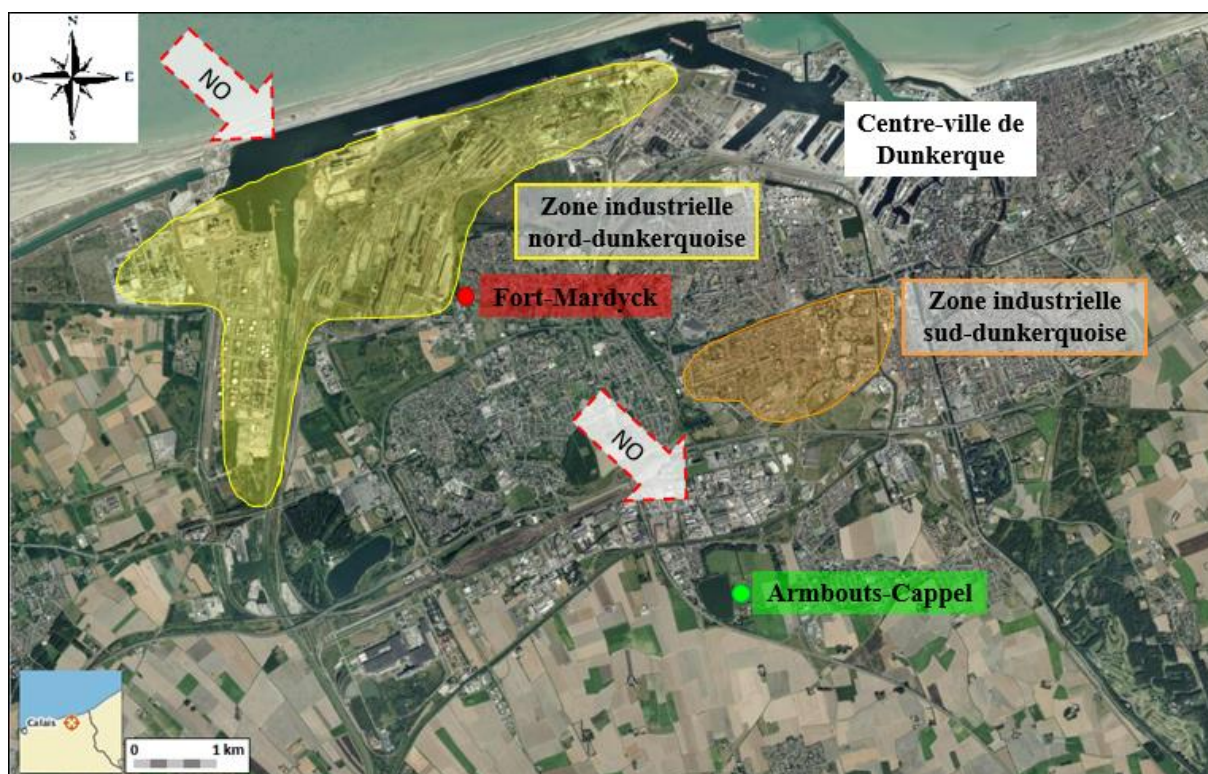 N
O
E
S
NO
Centre-ville de
Dunkerque
Zone industrielle
nord-dunkerquoise
Fort-Mardyck
Zone industrielle
sud-dunkerquoise
NO
Armbouts-Cappel
Calais
0
1 km